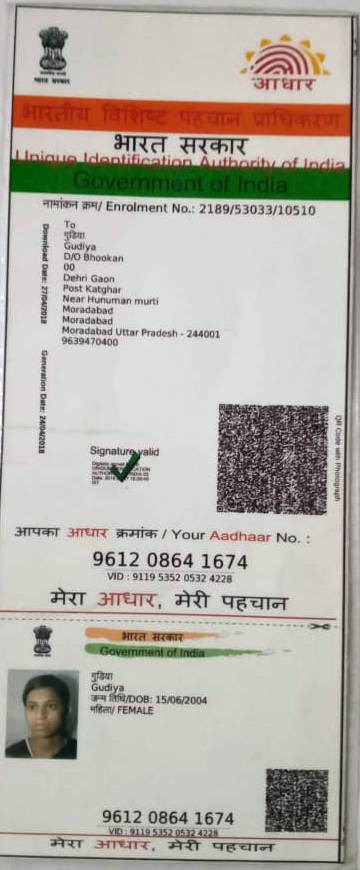 भारत सरकार
आधार
भारतीय विशिष्ट पहचान प्राधिकरण
भारत सरकार
Unique Identification Authority of India
Government of India
नामांकन क्रम/ Enrolment No.: 2189/53033/10510
To
गुडिया
Gudiya
D/O Bhookan
00
Dehri Gaon
Post Katghar
Near Hunuman murti
Moradabad
Moradabad
Moradabad Uttar Pradesh - 244001
9639470400
Download Date: 27/04/2018
Generation Date: 24/04/2018
Signature valid
QR Code with Photograph
आपका आधार क्रमांक / Your Aadhaar No. :
9612 0864 1674
VID : 9119 5352 0532 4228
मेरा आधार, मेरी पहचान
भारत सरकार
Government of India
गुडिया
Gudiya
जन्म तिथि/DOB: 15/06/2004
महिला/ FEMALE
9612 0864 1674
VID : 9119 5352 0532 4228
मेरा आधार, मेरी पहचान